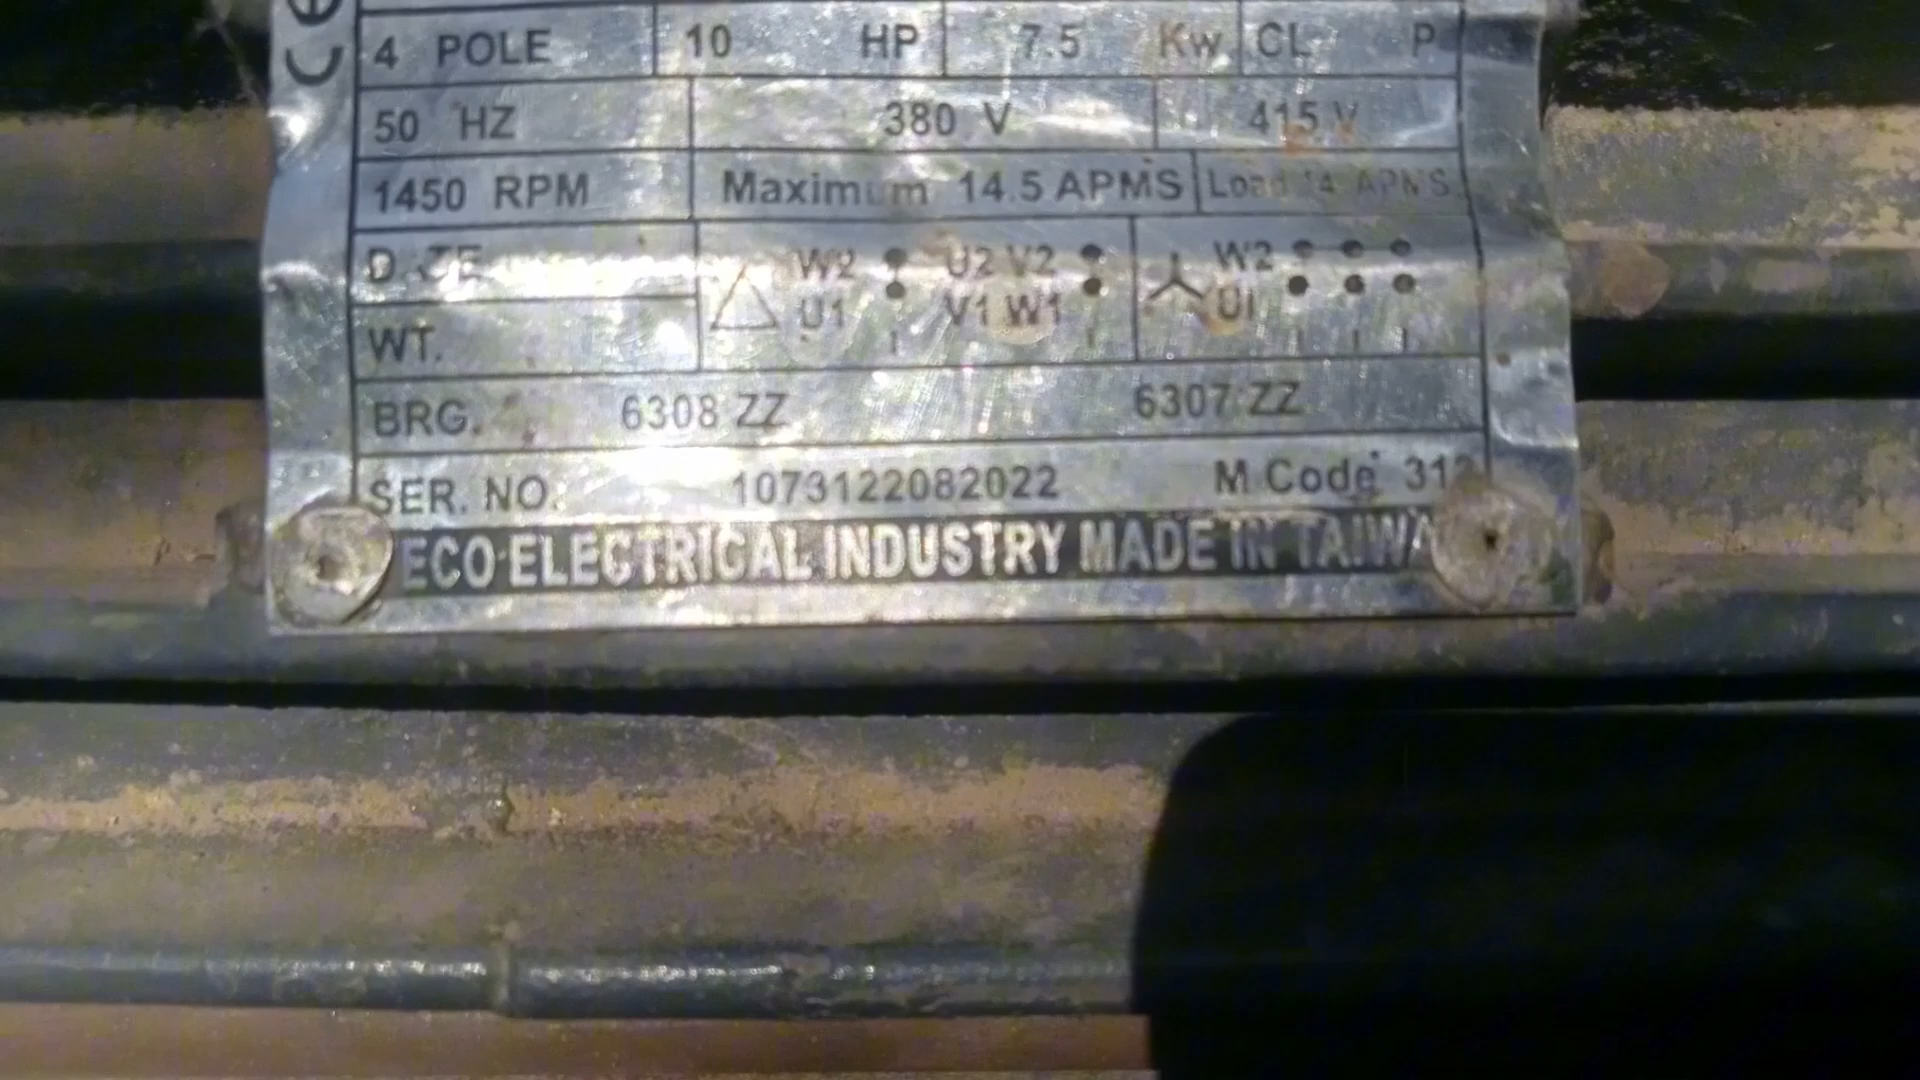 CE
4 POLE 10 HP 7.5 Kw CL P
50 HZ 380 V 415 V
1450 RPM Maximum 14.5 APMS Load 14 APMS
DATE W2 U2 V2 W2
WT. U1 V1 W1 U1
BRG. 6308 ZZ 6307 ZZ
SER. NO. 1073122082022 M Code
ECO ELECTRICAL INDUSTRY MADE IN